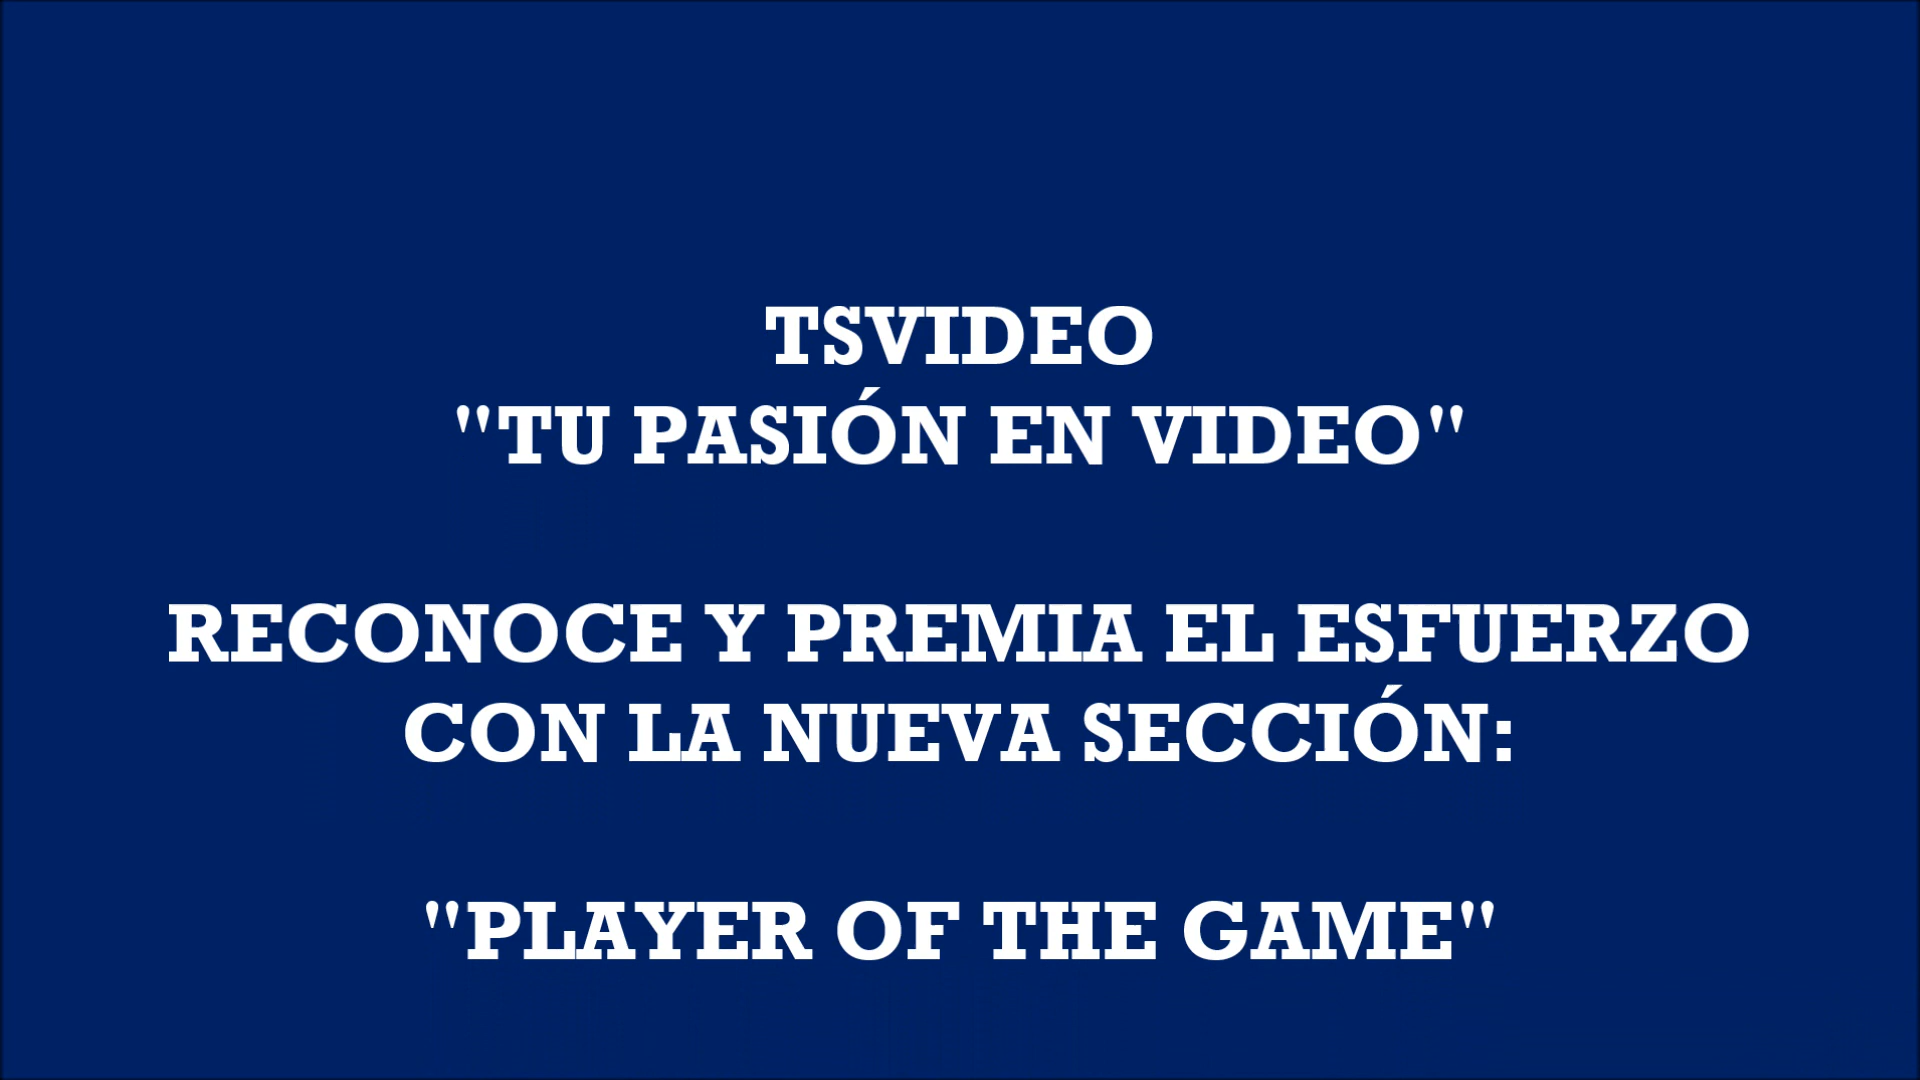 TSVIDEO
"TU PASIÓN EN VIDEO"
RECONOCE Y PREMIA EL ESFUERZO
CON LA NUEVA SECCIÓN:
"PLAYER OF THE GAME"